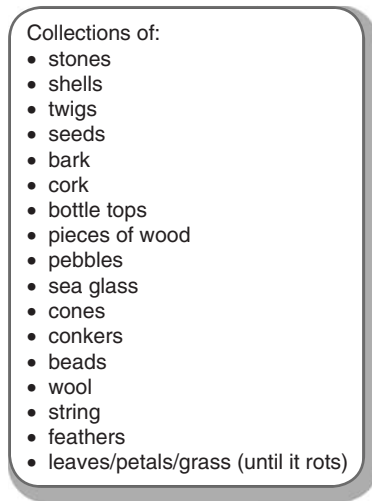 Collections of:
• stones
• shells
• twigs
• seeds
• bark
• cork
• bottle tops
• pieces of wood
• pebbles
• sea glass
• cones
• conkers
• beads
• wool
• string
• feathers
• leaves/petals/grass (until it rots)